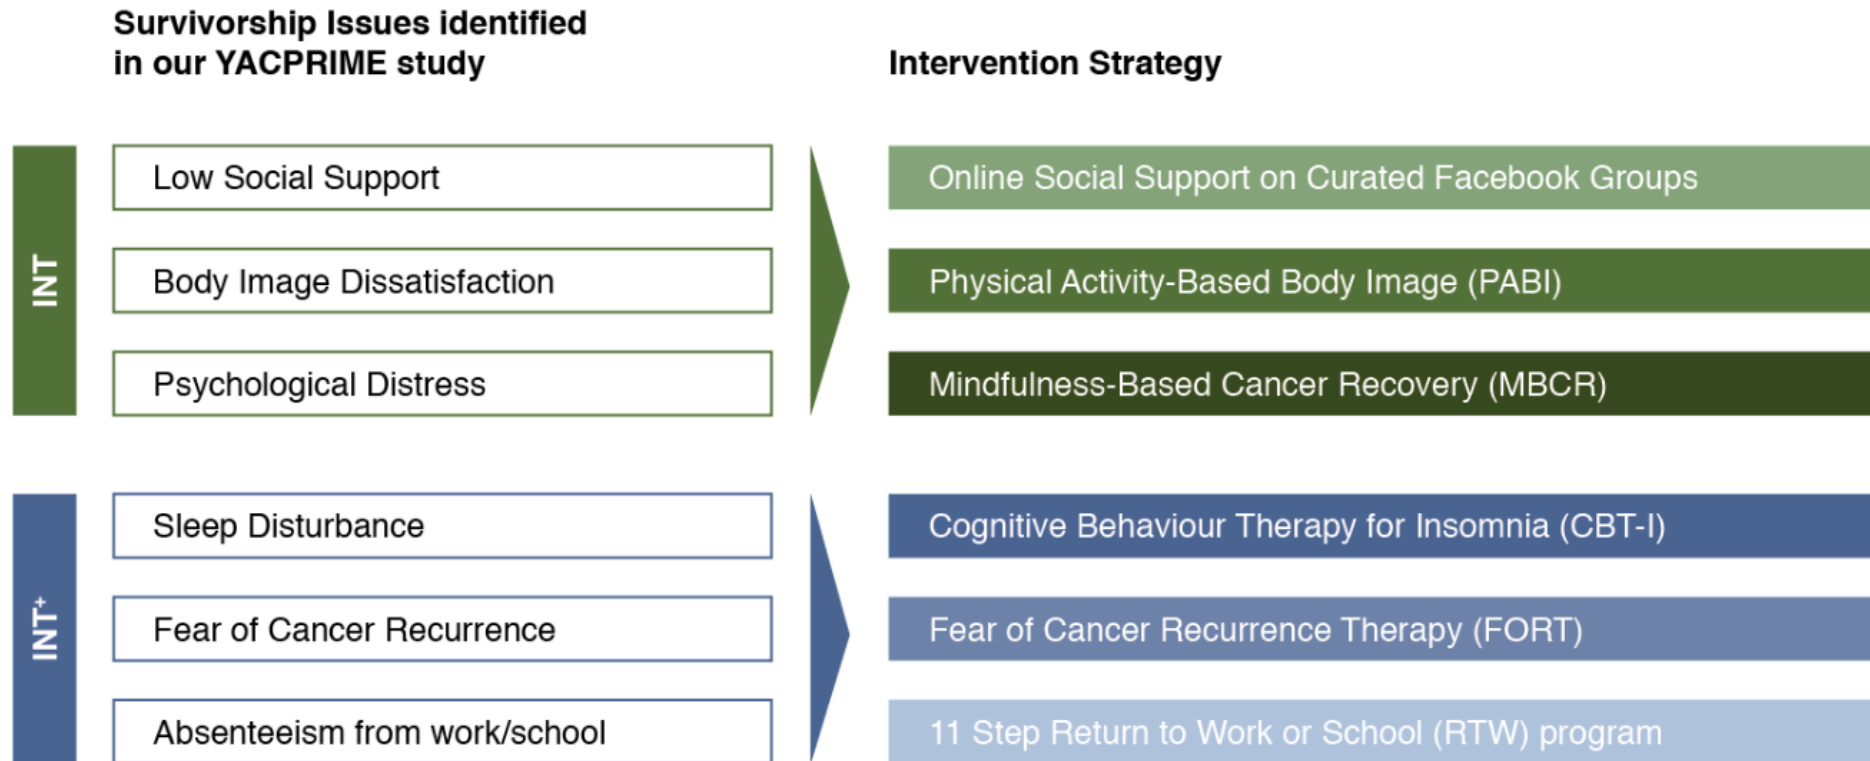 Survivorship Issues identified
in our YACPRIME study
Intervention Strategy
INT
Low Social Support
Online Social Support on Curated Facebook Groups
Body Image Dissatisfaction
Physical Activity-Based Body Image (PABI)
Psychological Distress
Mindfulness-Based Cancer Recovery (MBCR)
INT+
Sleep Disturbance
Cognitive Behaviour Therapy for Insomnia (CBT-I)
Fear of Cancer Recurrence
Fear of Cancer Recurrence Therapy (FORT)
Absenteeism from work/school
11 Step Return to Work or School (RTW) program